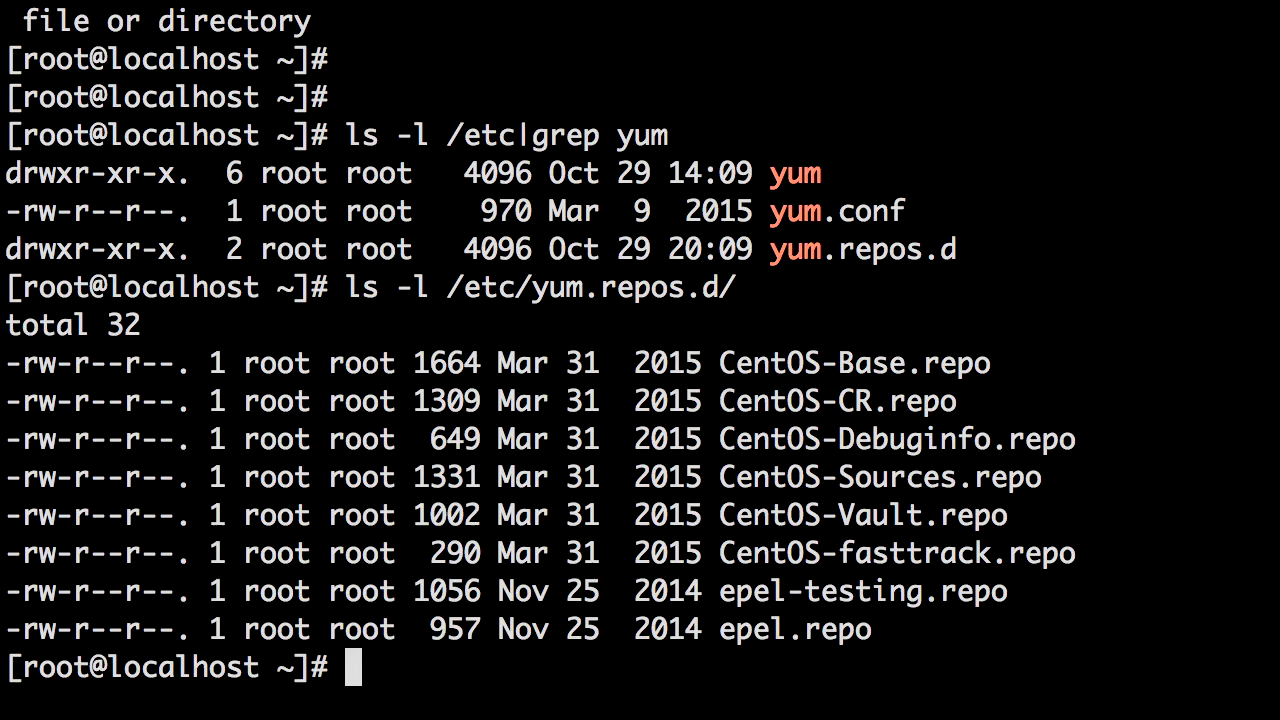 file or directory
[root@localhost ~]#
[root@localhost ~]#
[root@localhost ~]# ls -l /etc|grep yum
drwxr-xr-x.  6 root root   4096 Oct 29 14:09 yum
-rw-r--r--.  1 root root    970 Mar  9  2015 yum.conf
drwxr-xr-x.  2 root root   4096 Oct 29 20:09 yum.repos.d
[root@localhost ~]# ls -l /etc/yum.repos.d/
total 32
-rw-r--r--. 1 root root 1664 Mar 31  2015 CentOS-Base.repo
-rw-r--r--. 1 root root 1309 Mar 31  2015 CentOS-CR.repo
-rw-r--r--. 1 root root  649 Mar 31  2015 CentOS-Debuginfo.repo
-rw-r--r--. 1 root root 1331 Mar 31  2015 CentOS-Sources.repo
-rw-r--r--. 1 root root 1002 Mar 31  2015 CentOS-Vault.repo
-rw-r--r--. 1 root root  290 Mar 31  2015 CentOS-fasttrack.repo
-rw-r--r--. 1 root root 1056 Nov 25  2014 epel-testing.repo
-rw-r--r--. 1 root root  957 Nov 25  2014 epel.repo
[root@localhost ~]#